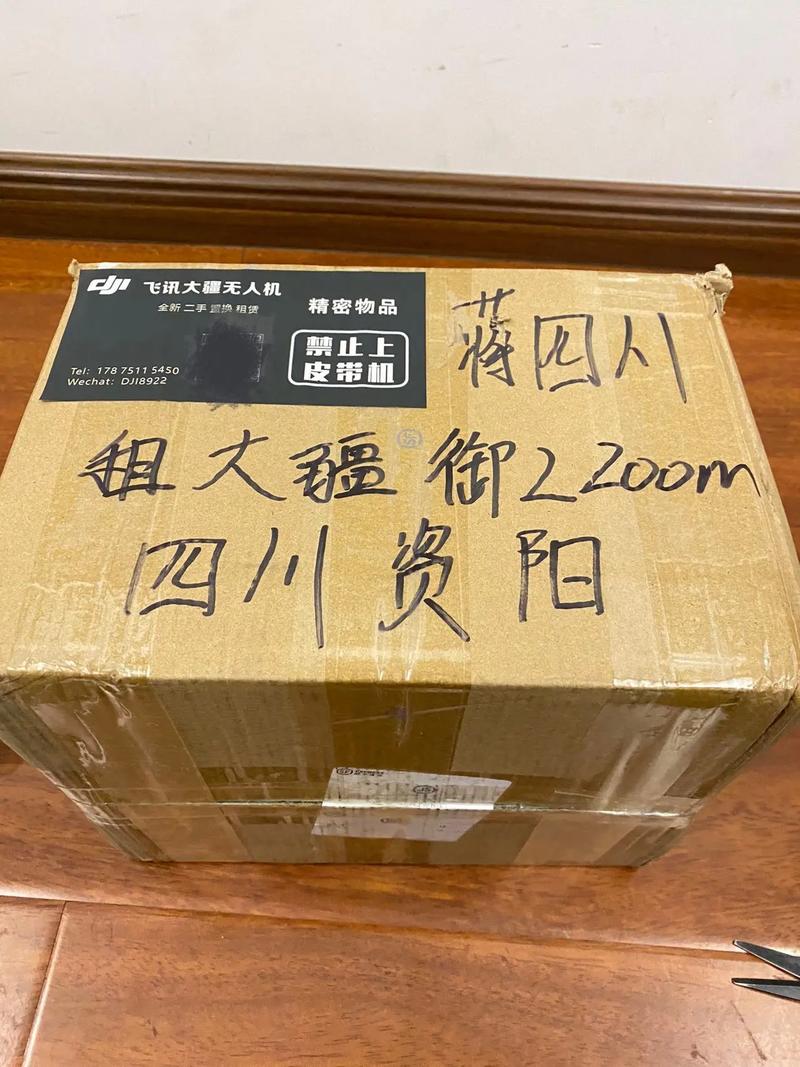 dji 飞讯大疆无人机
全新 二手 置换 租赁
精密物品
禁止上
皮带机
Tel: 178 7511 5450
Wechat: DJI8922
蒋四川
租大疆御2 Zoom
四川资阳